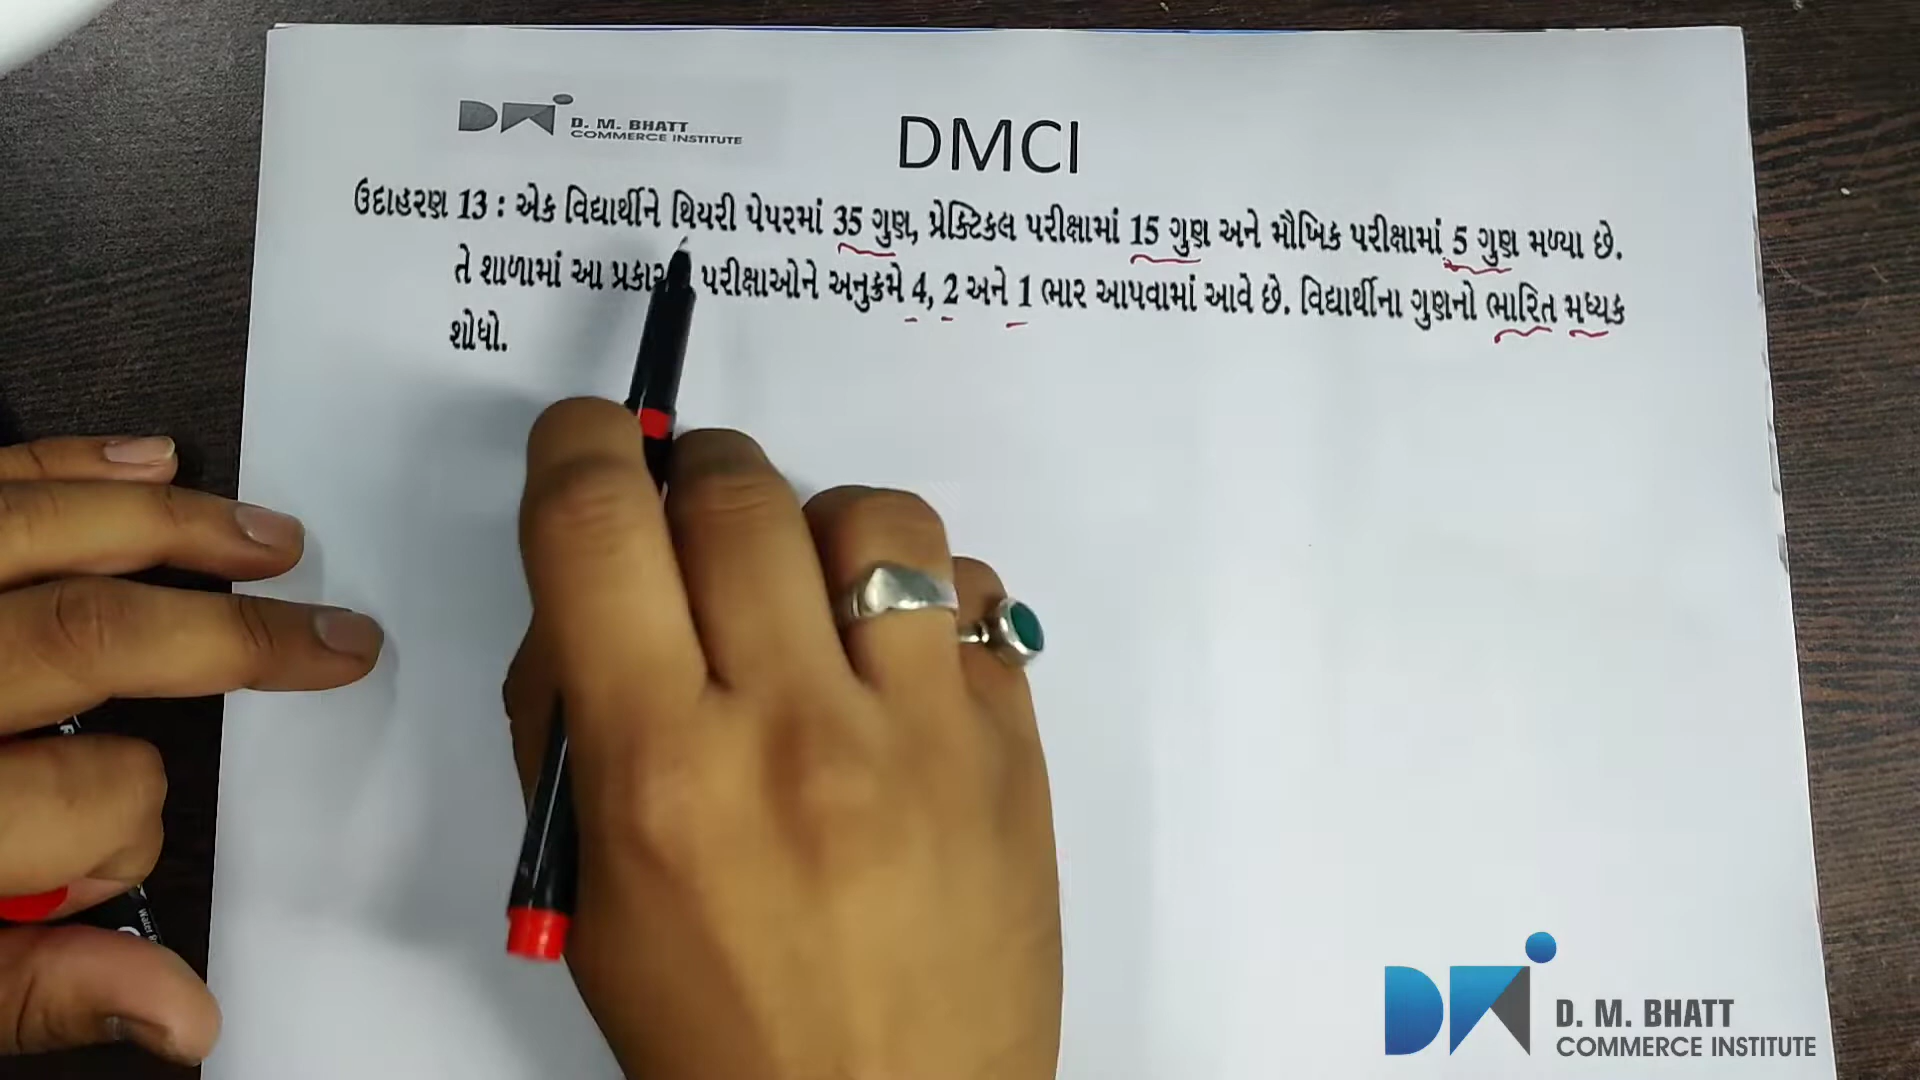 D. M. BHATT
COMMERCE INSTITUTE
DMCI
ઉદાહરણ 13 : એક વિદ્યાર્થીને થિયરી પેપરમાં 35 ગુણ, પ્રેક્ટિકલ પરીક્ષામાં 15 ગુણ અને મૌખિક પરીક્ષામાં 5 ગુણ મળ્યા છે.
તે શાળામાં આ પરીક્ષાઓને અનુક્રમે 4, 2 અને 1 ભાર આપવામાં આવે છે. વિદ્યાર્થીના ગુણનો ભારિત મધ્યક
શોધો.
D. M. BHATT
COMMERCE INSTITUTE